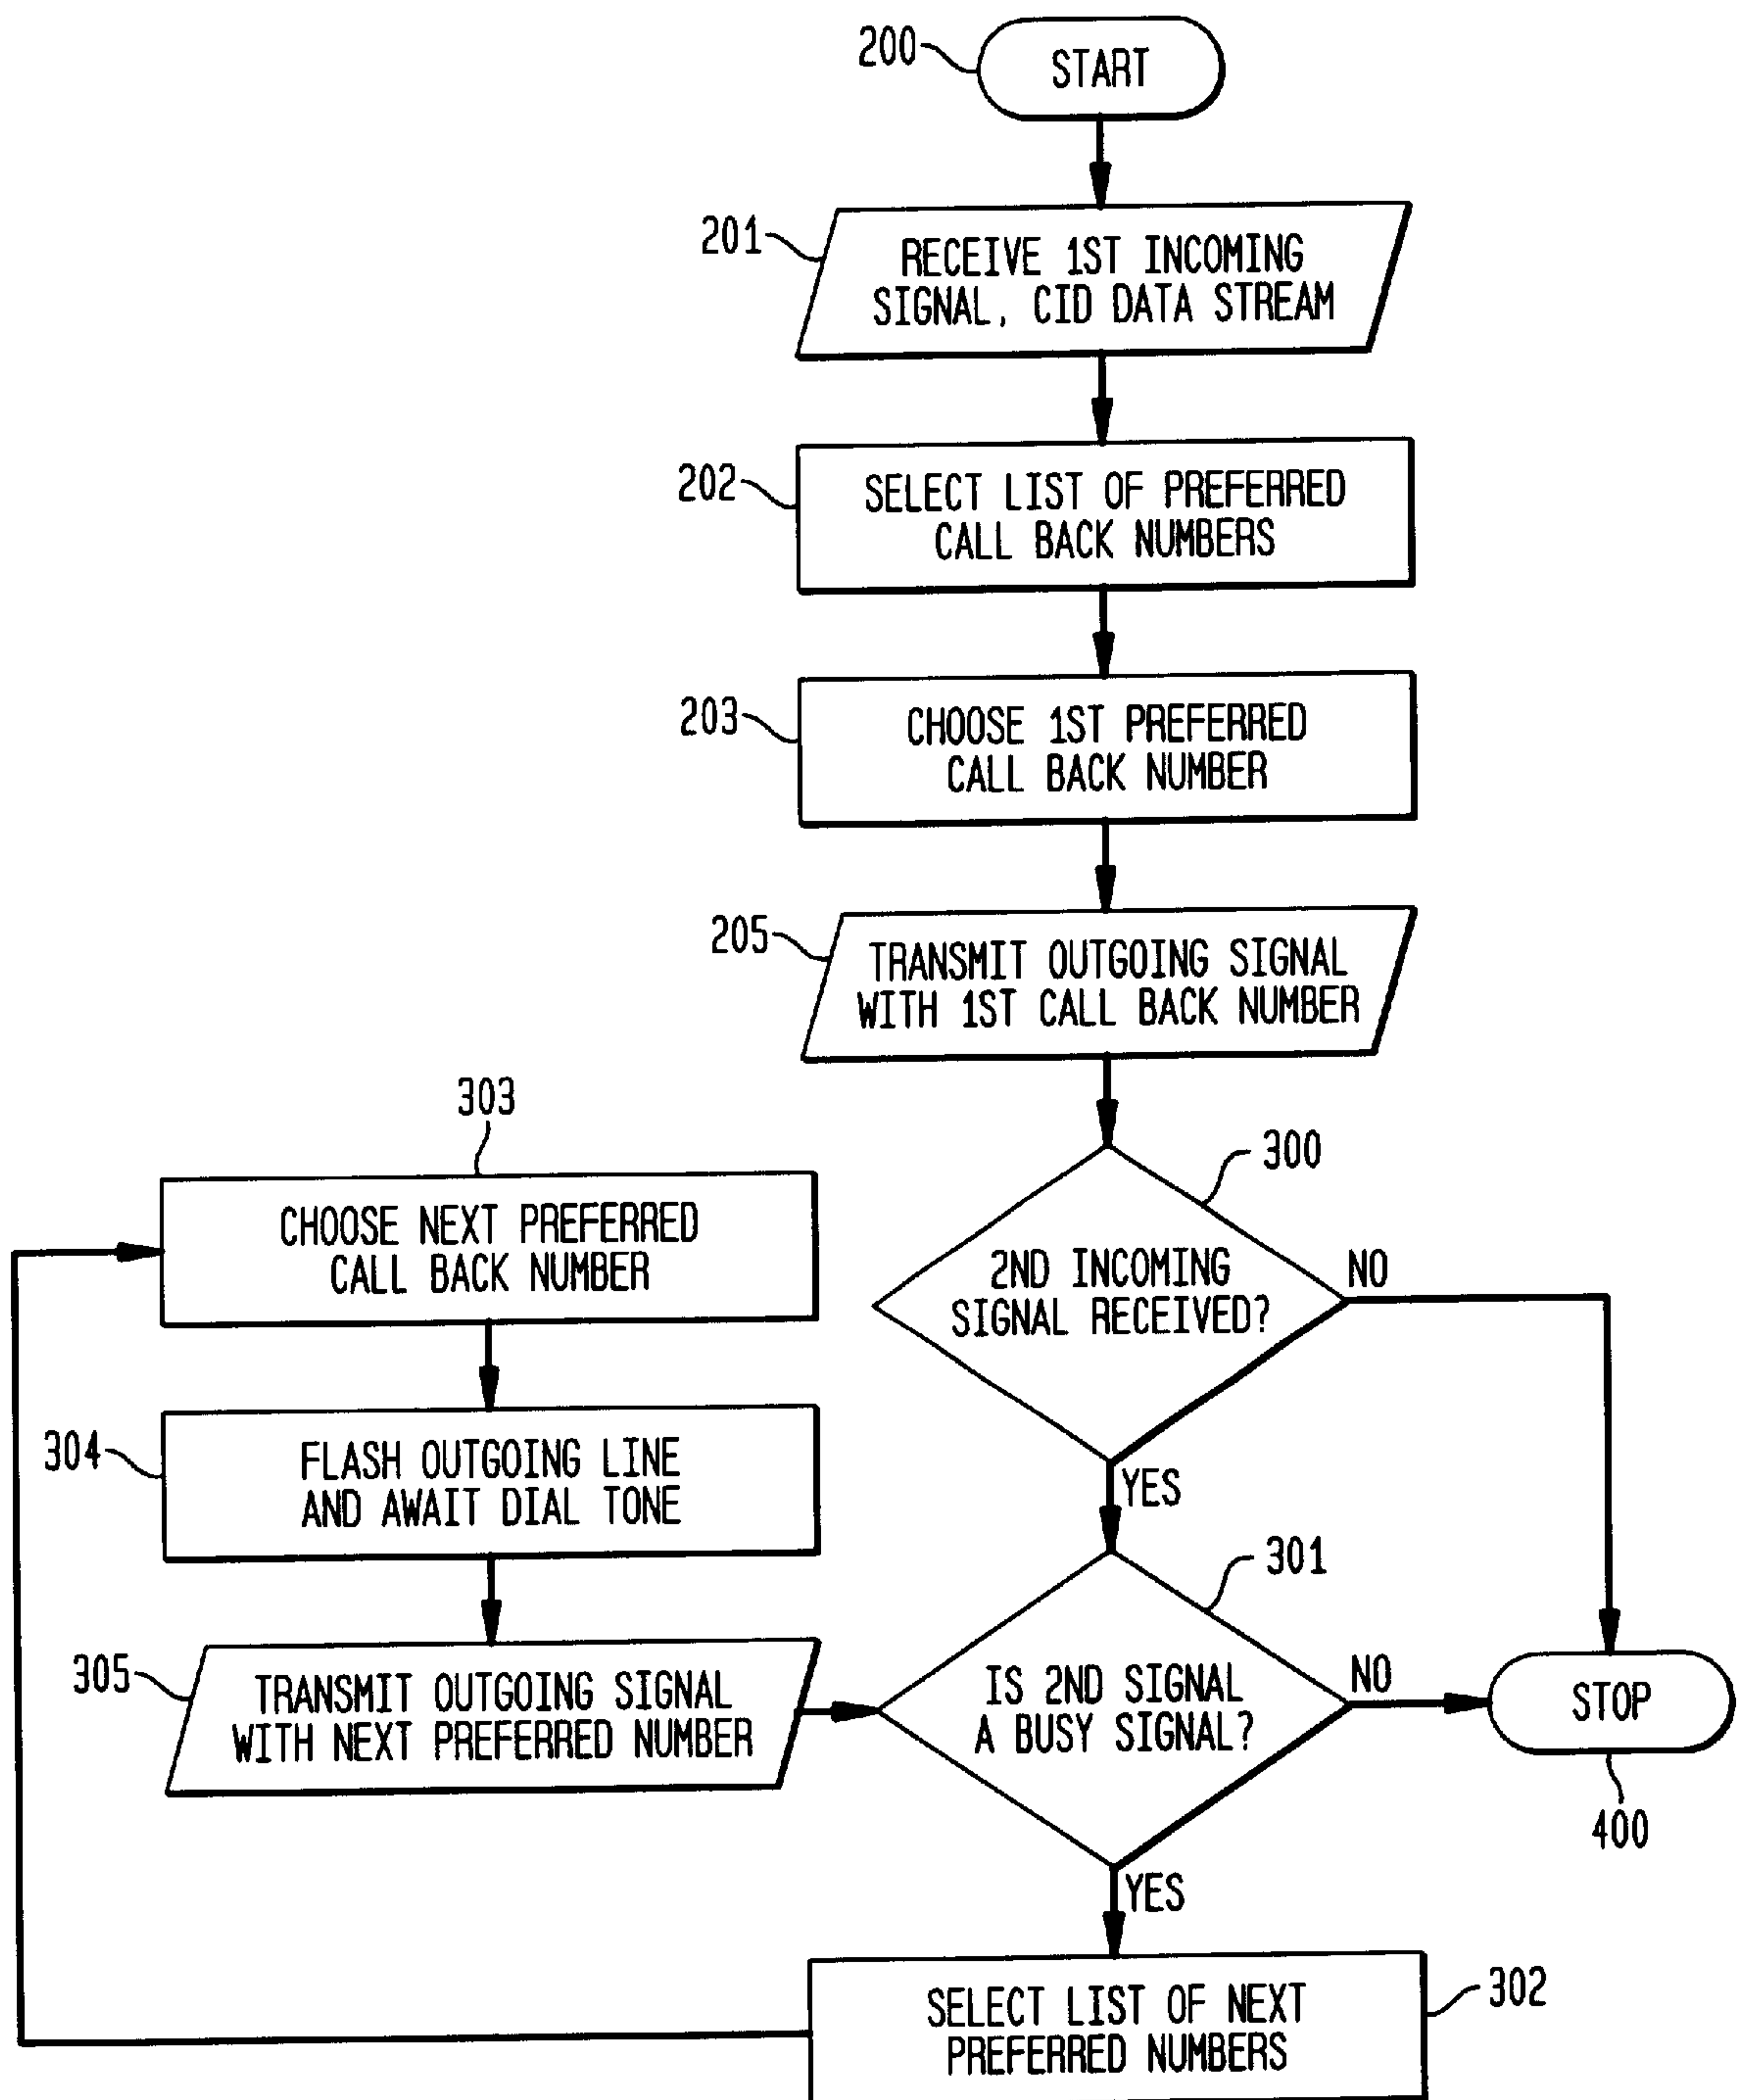 200
START
201
RECEIVE 1ST INCOMING
SIGNAL, CID DATA STREAM
202
SELECT LIST OF PREFERRED
CALL BACK NUMBERS
203
CHOOSE 1ST PREFERRED
CALL BACK NUMBER
205
TRANSMIT OUTGOING SIGNAL
WITH 1ST CALL BACK NUMBER
300
2ND INCOMING
SIGNAL RECEIVED?
NO
YES
301
IS 2ND SIGNAL
A BUSY SIGNAL?
NO
STOP
400
YES
302
SELECT LIST OF NEXT
PREFERRED NUMBERS
303
CHOOSE NEXT PREFERRED
CALL BACK NUMBER
304
FLASH OUTGOING LINE
AND AWAIT DIAL TONE
305
TRANSMIT OUTGOING SIGNAL
WITH NEXT PREFERRED NUMBER